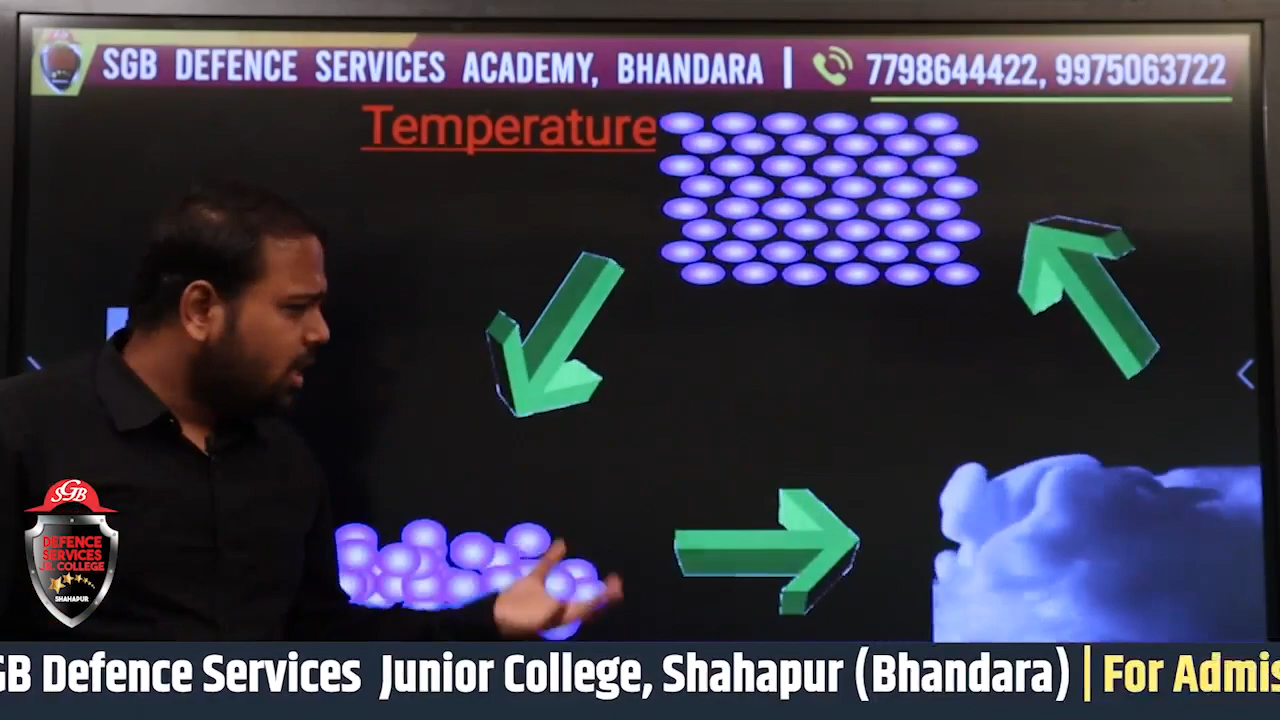 SGB DEFENCE SERVICES ACADEMY, BHANDARA | 7798644422, 9975063722
Temperature
SGB
DEFENCE
SERVICES
JR. COLLEGE
SHAHAPUR
GB Defence Services Junior College, Shahapur (Bhandara) | For Admis